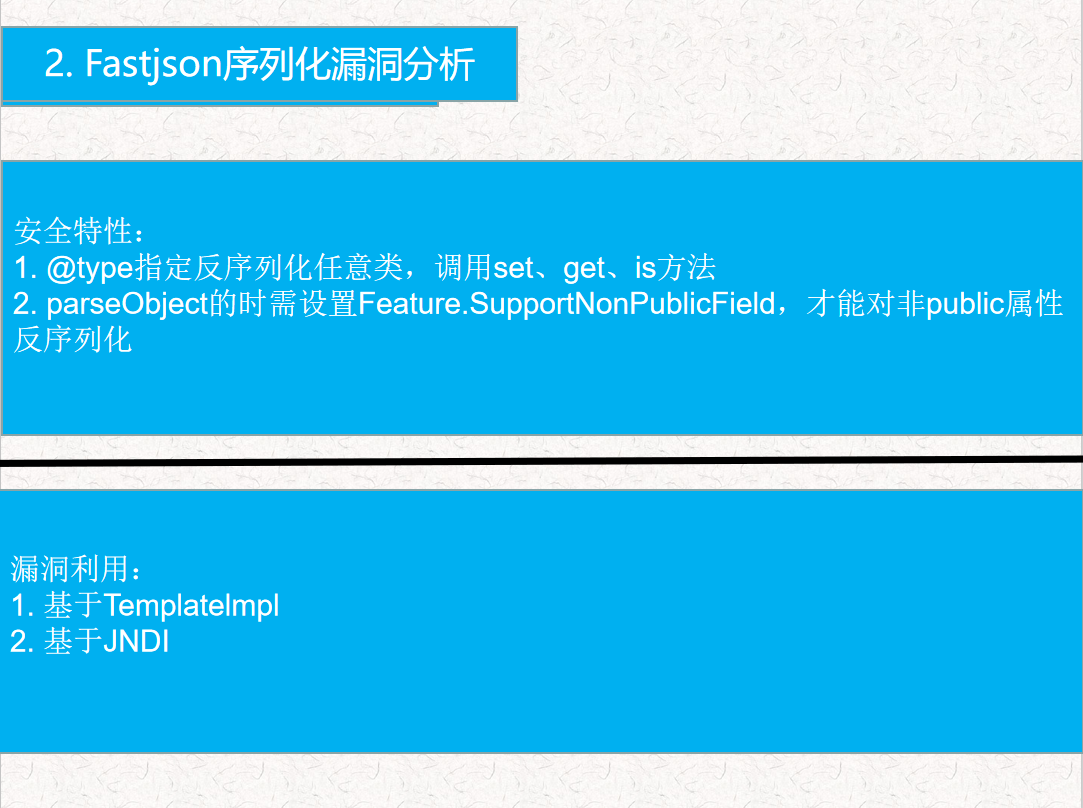 2. Fastjson序列化漏洞分析
安全特性：
1. @type指定反序列化任意类，调用set、get、is方法
2. parseObject的时需设置Feature.SupportNonPublicField，才能对非public属性
反序列化
漏洞利用：
1. 基于TemplateImpl
2. 基于JNDI